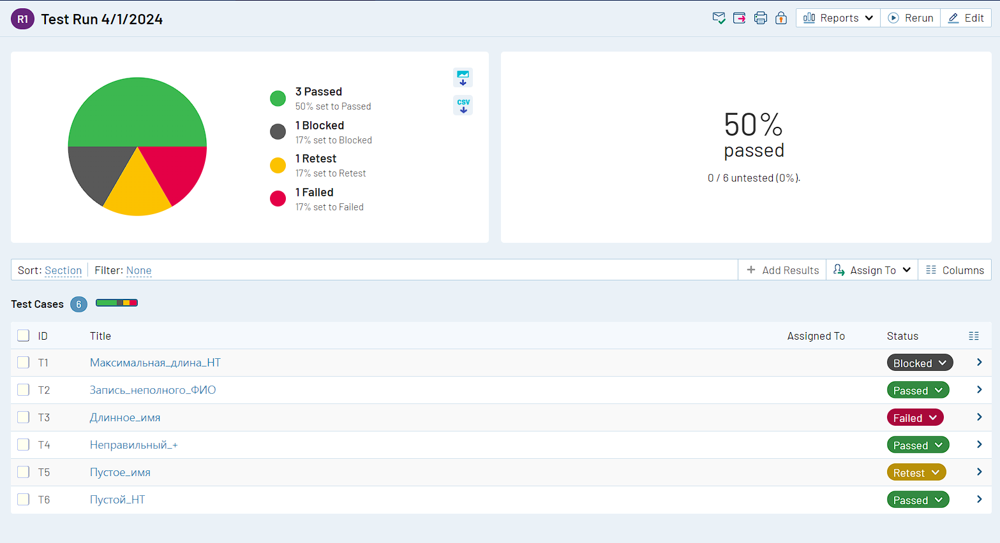 R1 Test Run 4/1/2024
Reports Rerun Edit
3 Passed
50% set to Passed
1 Blocked
17% set to Blocked
1 Retest
17% set to Retest
1 Failed
17% set to Failed
CSV
50%
passed
0 / 6 untested (0%).
Sort: Section Filter: None
+ Add Results Assign To Columns
Test Cases 6
ID Title Assigned To Status
T1 Максимальная_длина_НТ Blocked
T2 Запись_неполного_ФИО Passed
T3 Длинное_имя Failed
T4 Неправильный_+ Passed
T5 Пустое_имя Retest
T6 Пустой_НТ Passed